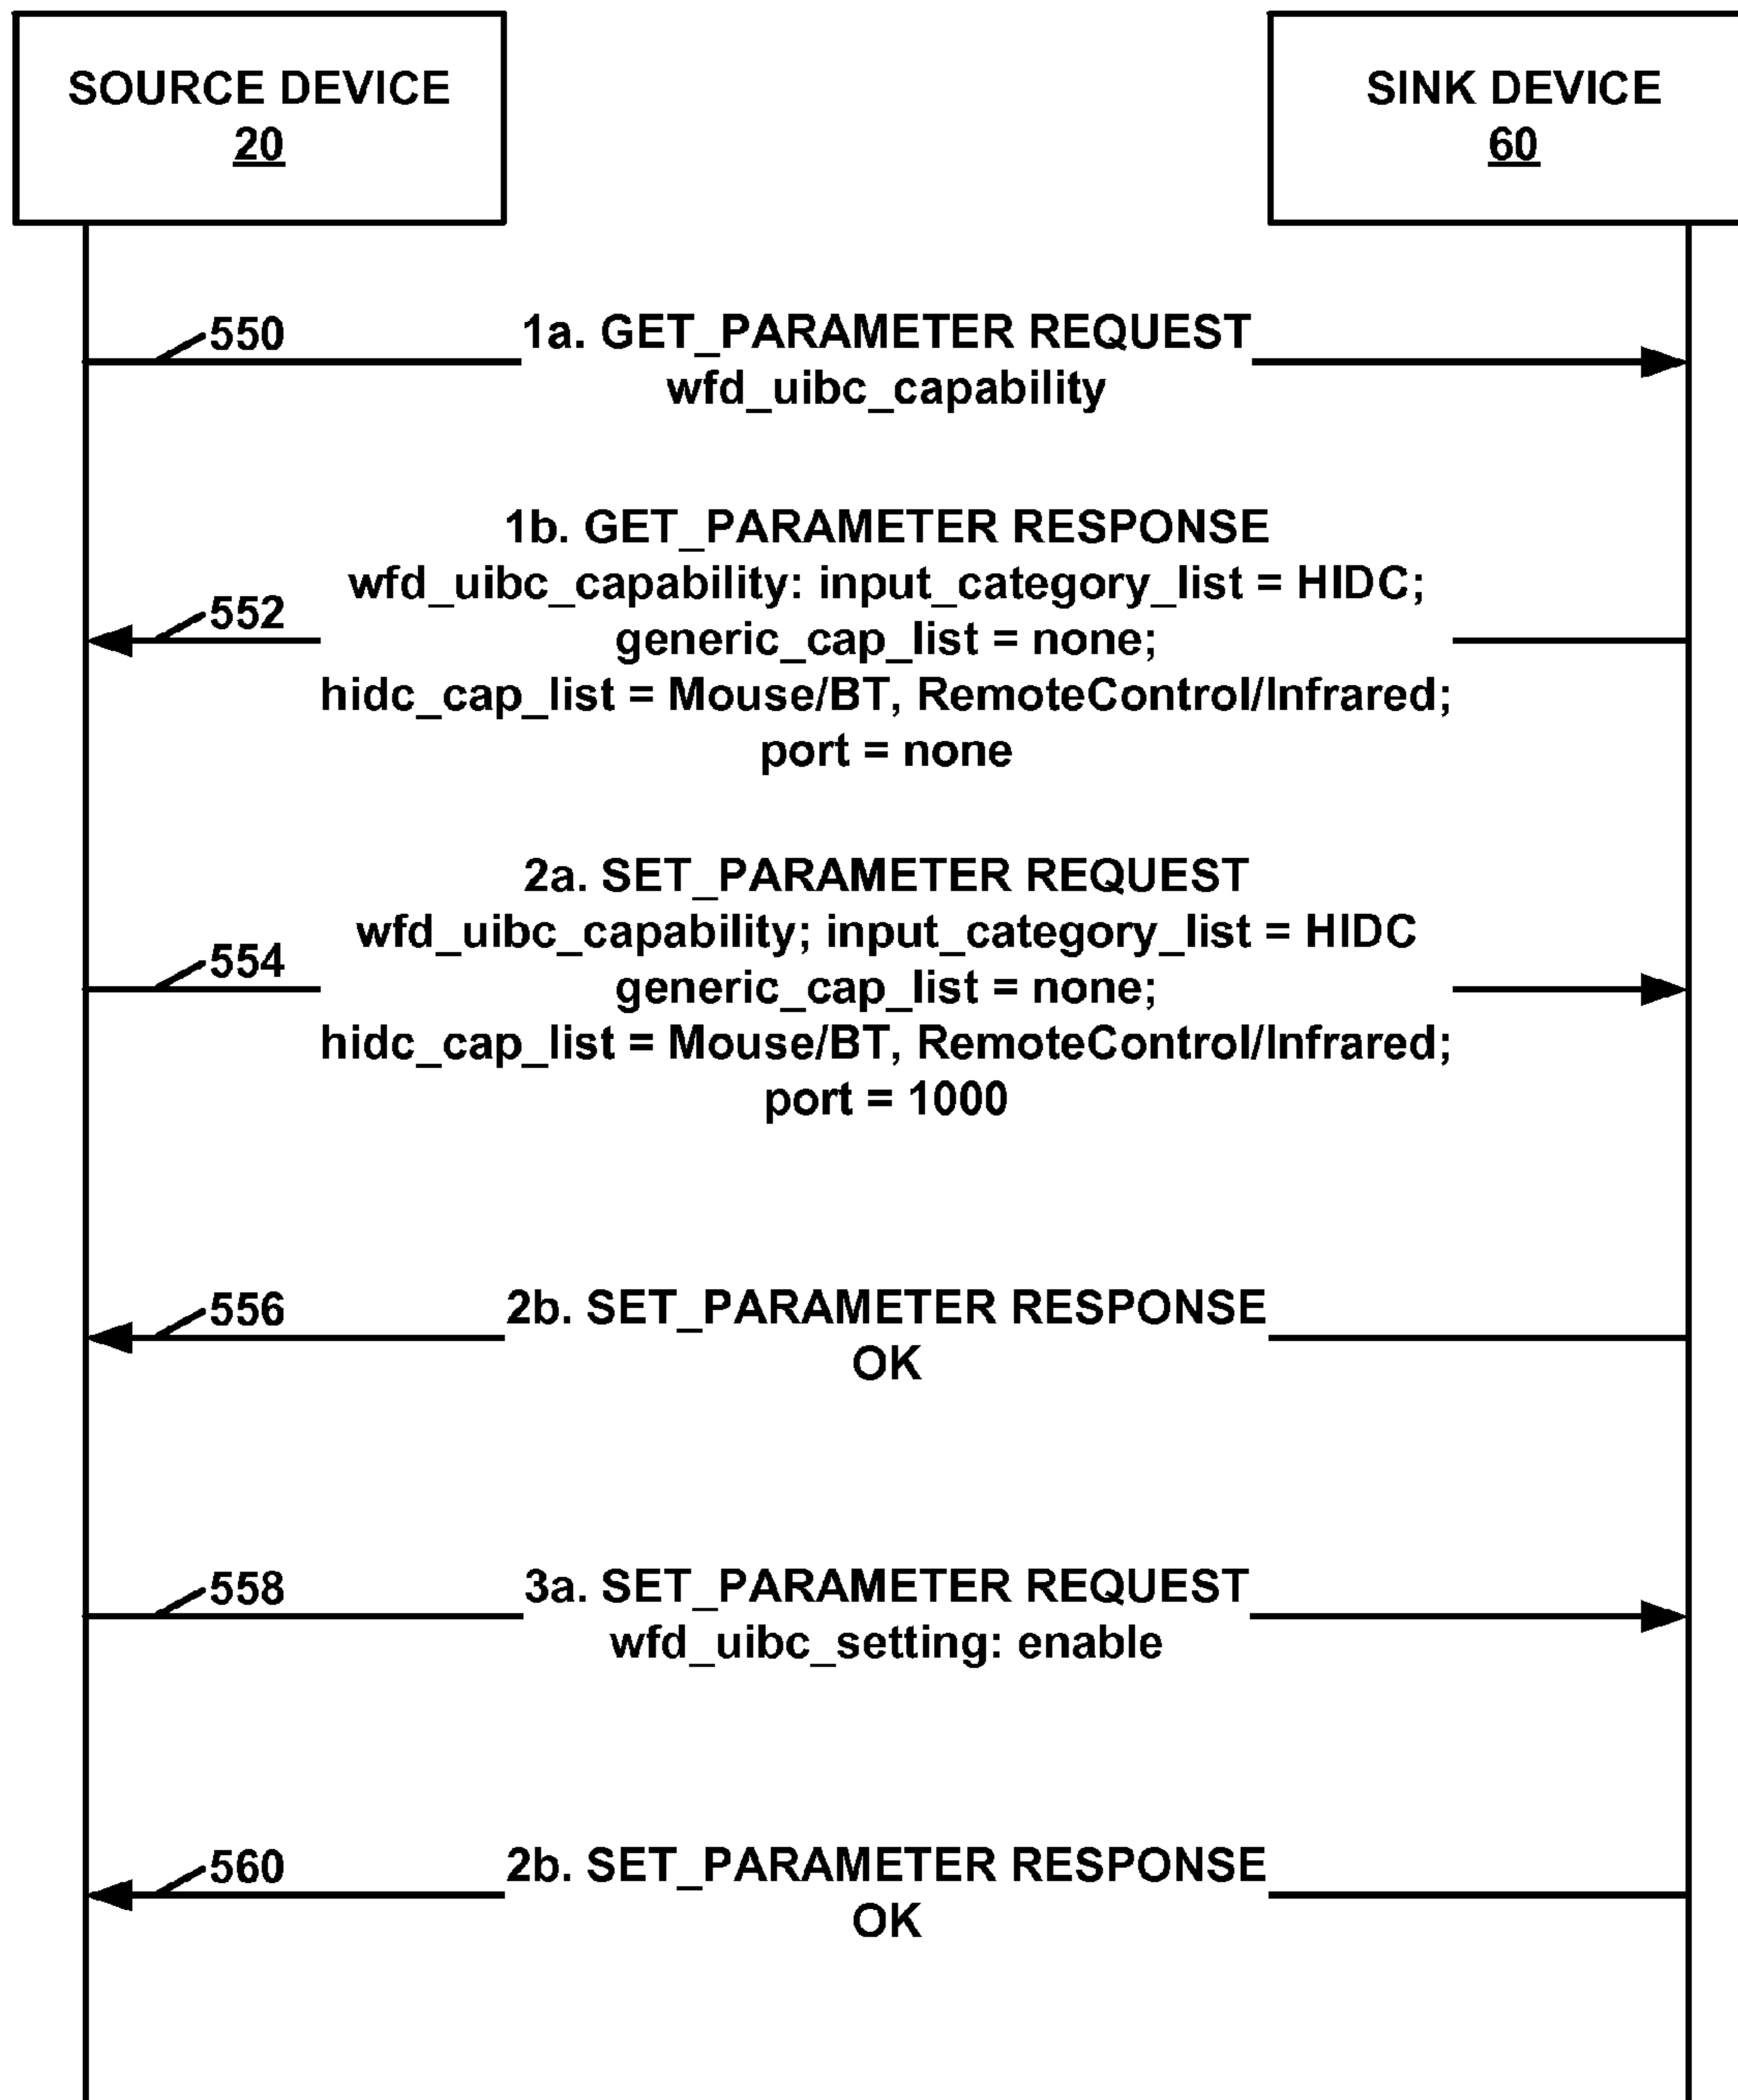 SOURCE DEVICE
20
SINK DEVICE
60
550
1a. GET_PARAMETER REQUEST
wfd_uibc_capability
1b. GET_PARAMETER RESPONSE
wfd_uibc_capability: input_category_list = HIDC;
552
generic_cap_list = none;
hidc_cap_list = Mouse/BT, RemoteControl/Infrared;
port = none
2a. SET_PARAMETER REQUEST
wfd_uibc_capability; input_category_list = HIDC
554
generic_cap_list = none;
hidc_cap_list = Mouse/BT, RemoteControl/Infrared;
port = 1000
556
2b. SET_PARAMETER RESPONSE
OK
558
3a. SET_PARAMETER REQUEST
wfd_uibc_setting: enable
560
2b. SET_PARAMETER RESPONSE
OK